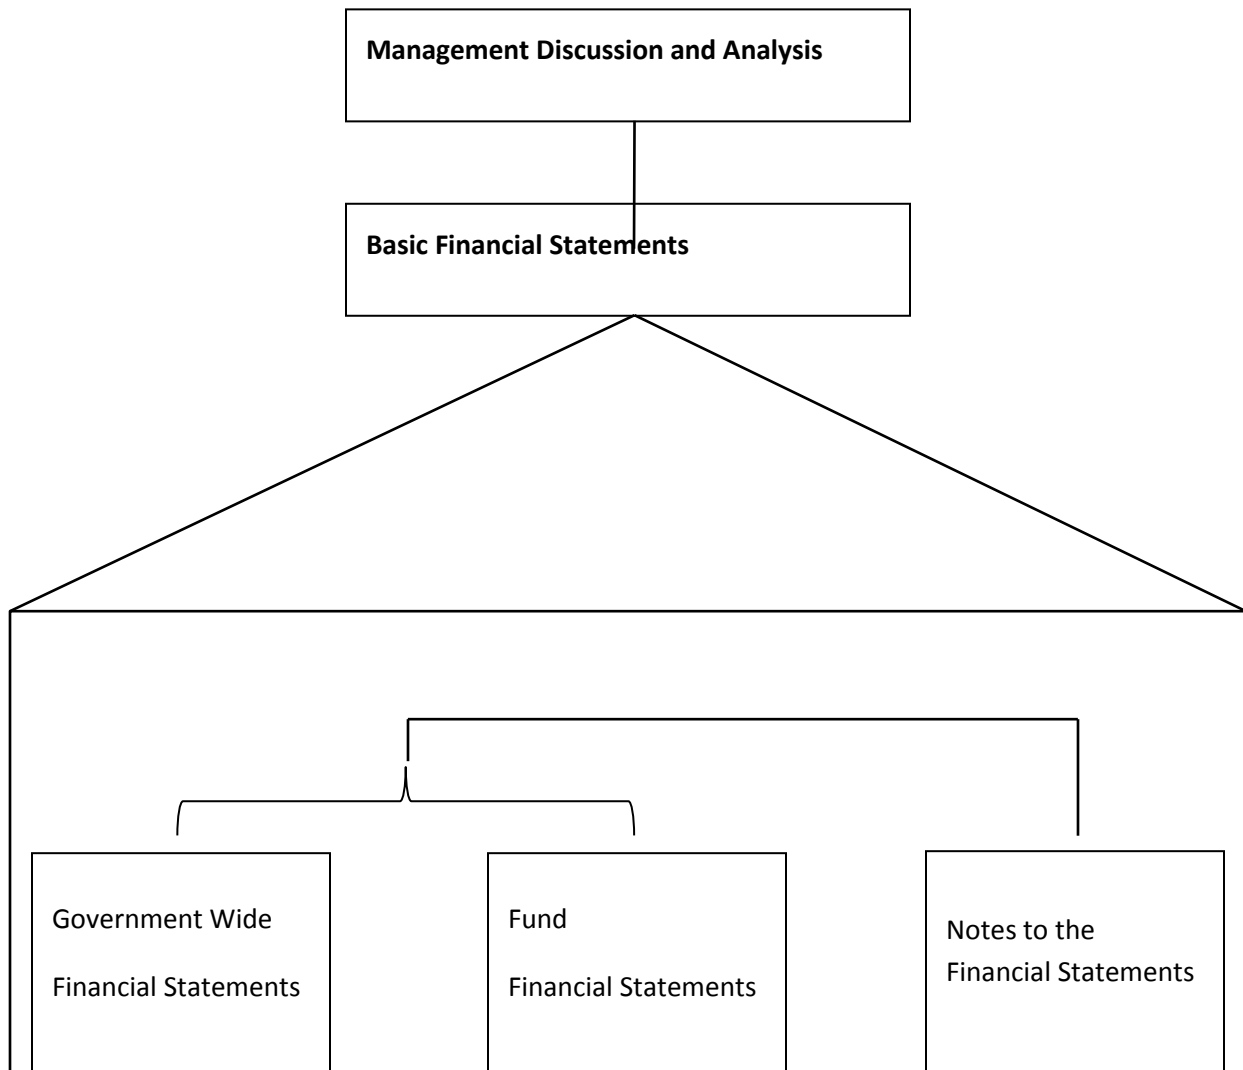 Management Discussion and Analysis
Basic Financial Statements
Government Wide
Financial Statements
Fund
Financial Statements
Notes to the
Financial Statements